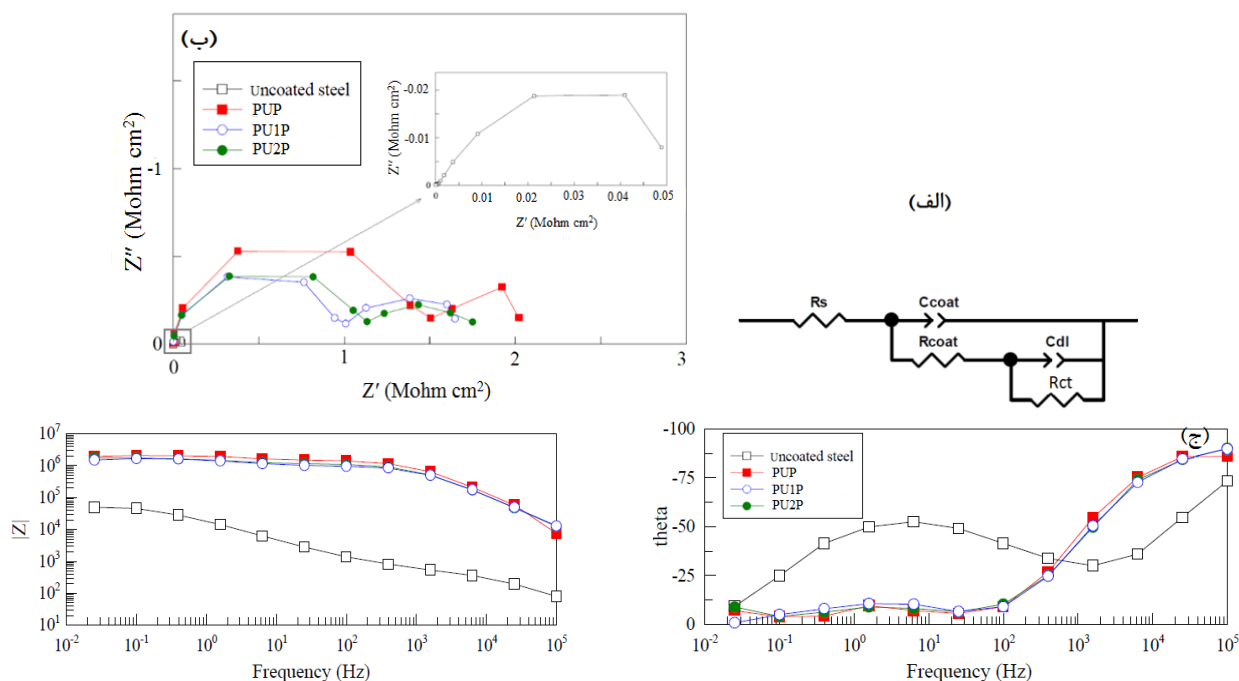 (ب)
Uncoated steel
PUP
PU1P
PU2P
Z'' (Mohm cm²)
-1
0
0 1 2 3
Z' (Mohm cm²)
Z'' (Mohm cm²)
-0.02
-0.01
0
0 0.01 0.02 0.03 0.04 0.05
Z' (Mohm cm²)
(الف)
Rs
Ccoat
Rcoat
Cdl
Rct
|Z|
10⁷
10⁶
10⁵
10⁴
10³
10²
10¹
10⁻² 10⁻¹ 10⁰ 10¹ 10² 10³ 10⁴ 10⁵
Frequency (Hz)
(ج)
Uncoated steel
PUP
PU1P
PU2P
theta
-100
-75
-50
-25
0
10⁻² 10⁻¹ 10⁰ 10¹ 10² 10³ 10⁴ 10⁵
Frequency (Hz)